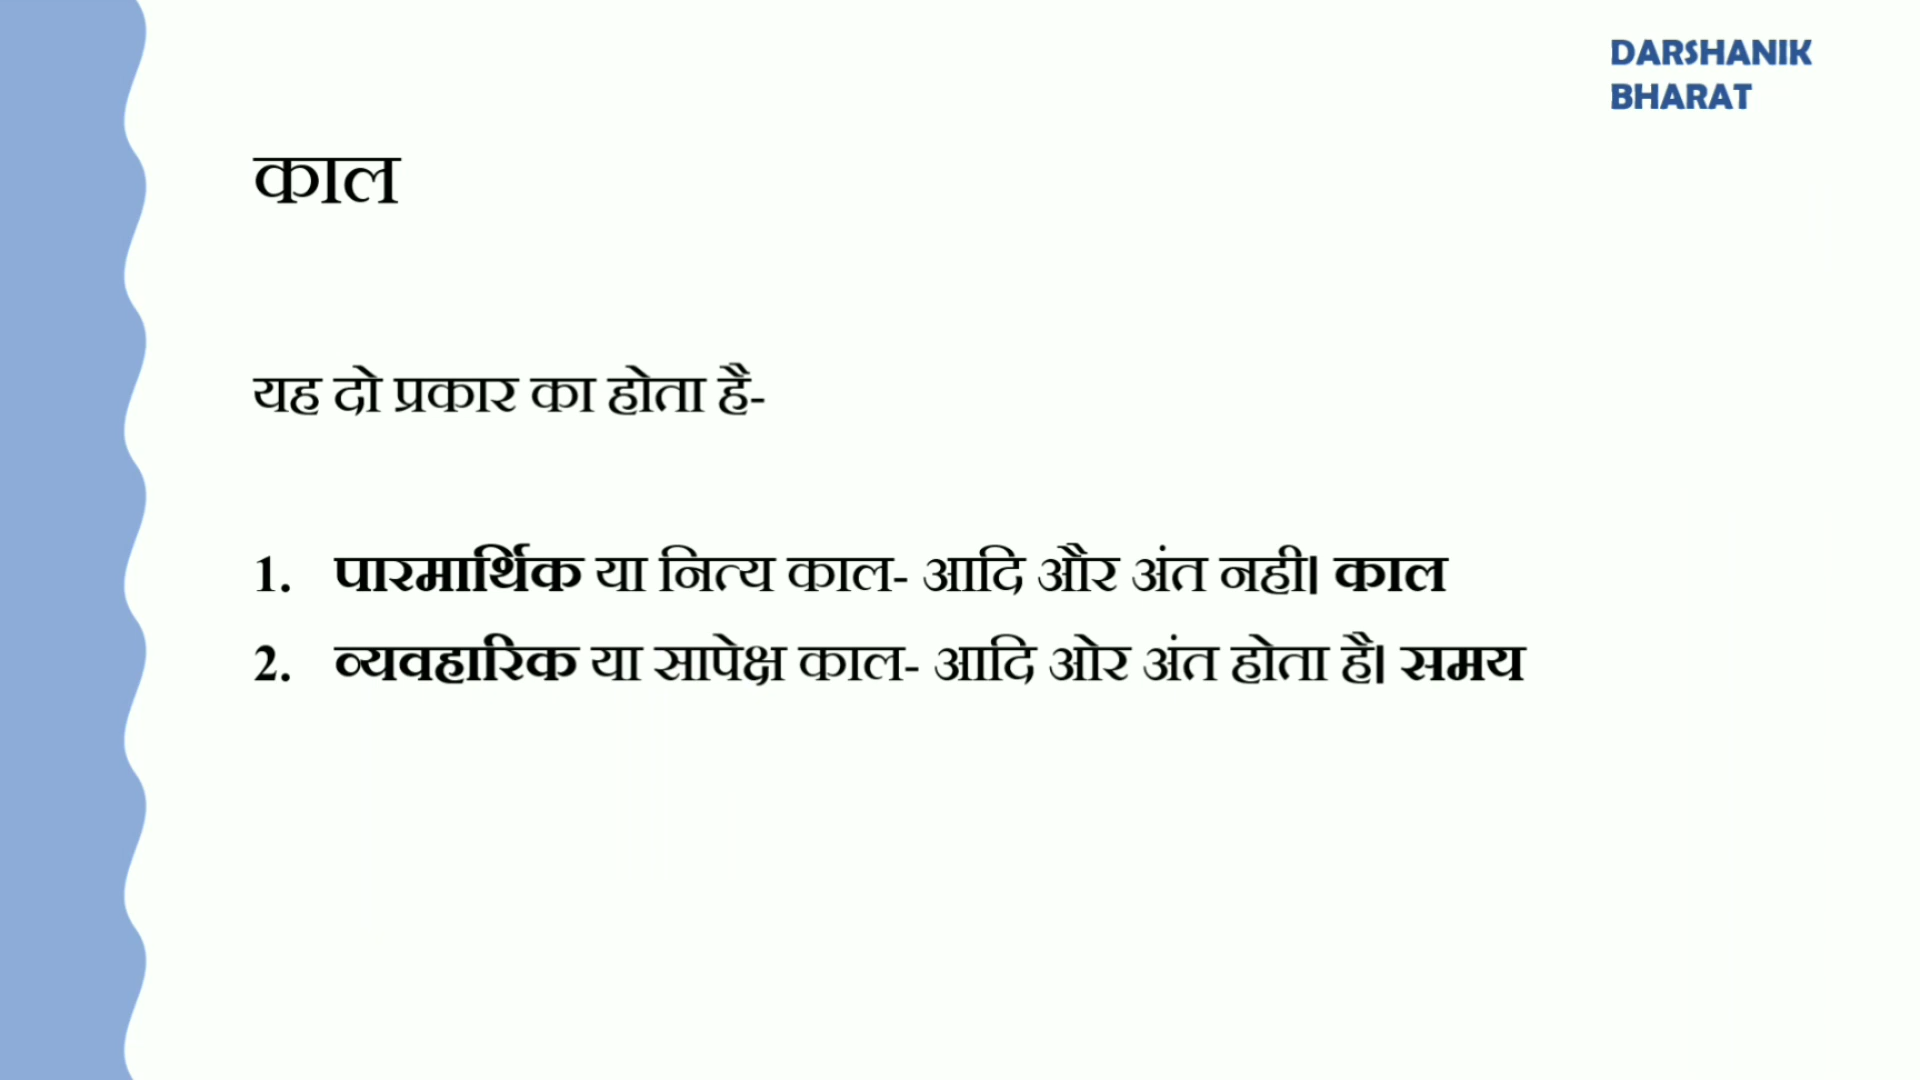 DARSHANIK
BHARAT
काल
यह दो प्रकार का होता है-
1. पारमार्थिक या नित्य काल- आदि और अंत नही। काल
2. व्यवहारिक या सापेक्ष काल- आदि ओर अंत होता है। समय